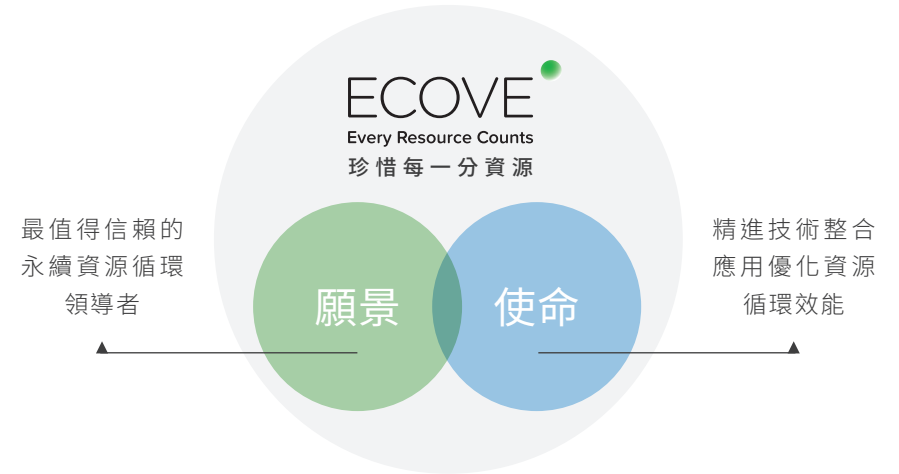 ECOVE
Every Resource Counts
珍惜每一分資源
最值得信賴的
永續資源循環
領導者
願景
使命
精進技術整合
應用優化資源
循環效能